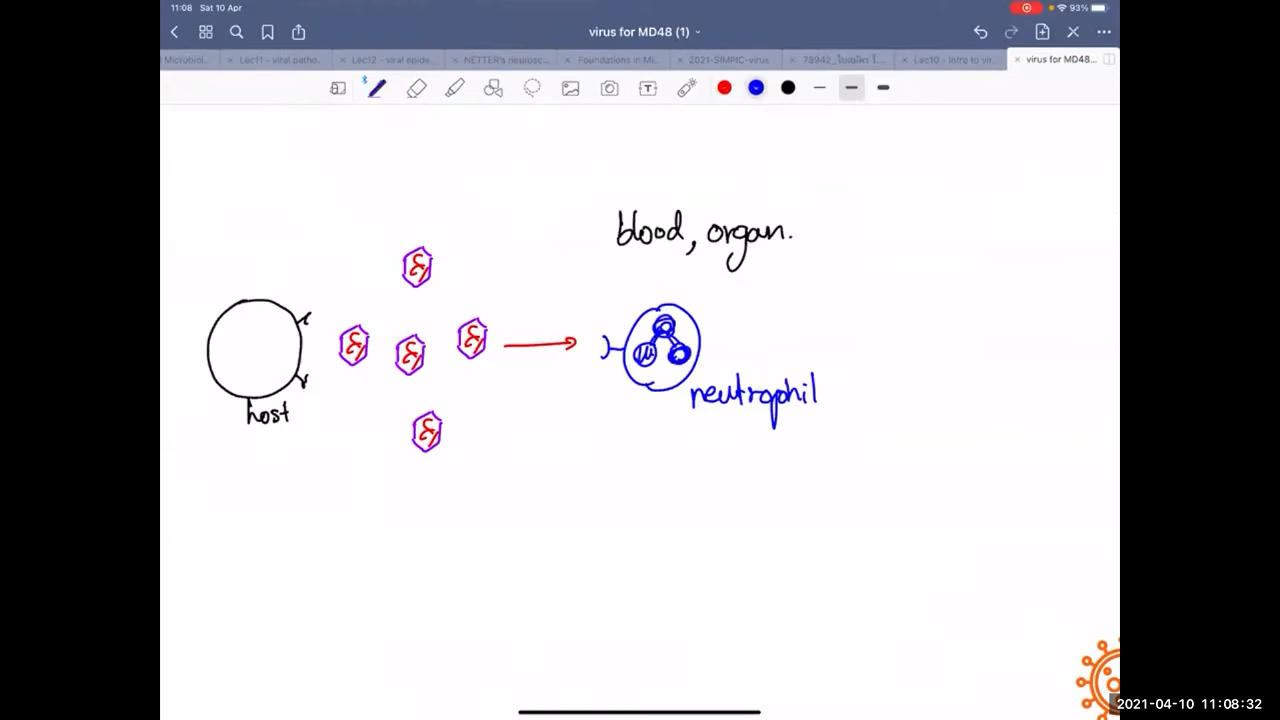 11:08 Sat 10 Apr
93%
virus for MD48 (1)
Microbiol...
Lec11 - viral patho...
Lec12 - viral epide...
NETTER's neurosc...
Foundations in Mi...
2021-SIMPIC-virus
Lec10 - Intro to vir...
virus for MD48...
blood, organ.
host
neutrophil
2021-04-10 11:08:32